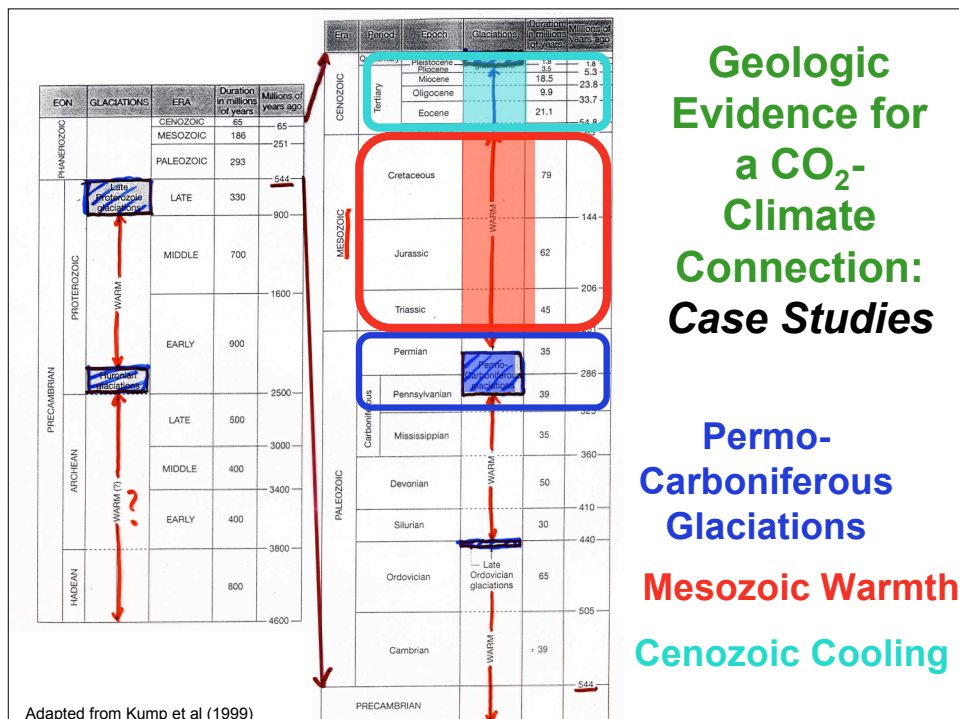 EON GLACIATIONS ERA Duration in millions of years Millions of years ago
PHANEROZOIC
CENOZOIC 65
65
MESOZOIC 186
251
PALEOZOIC 293
544
PRECAMBRIAN
PROTEROZOIC
Late Proterozoic glaciations
LATE 330
900
WARM
MIDDLE 700
1600
EARLY 900
Huronian glaciations
2500
ARCHEAN
LATE 500
3000
MIDDLE 400
3400
WARM (?) ?
EARLY 400
3800
HADEAN
800
4600
Adapted from Kump et al (1999)
Era Period Epoch Glaciations Duration in millions of years Millions of years ago
CENOZOIC
Pleistocene 1.8 1.8
Tertiary
Pliocene 3.5 5.3
Miocene 18.5
23.8
Oligocene 9.9
33.7
Eocene 21.1
54.8
MESOZOIC
Cretaceous 79
WARM
144
Jurassic 62
206
Triassic 45
PALEOZOIC
Permian 35
Permo-Carboniferous glaciations
286
Carboniferous
Pennsylvanian 39
325
Mississippian 35
360
WARM
Devonian 50
410
Silurian 30
440
Late Ordovician glaciations
Ordovician 65
505
WARM
Cambrian , 39
544
PRECAMBRIAN
Geologic
Evidence for
a CO₂-
Climate
Connection:
Case Studies
Permo-
Carboniferous
Glaciations
Mesozoic Warmth
Cenozoic Cooling